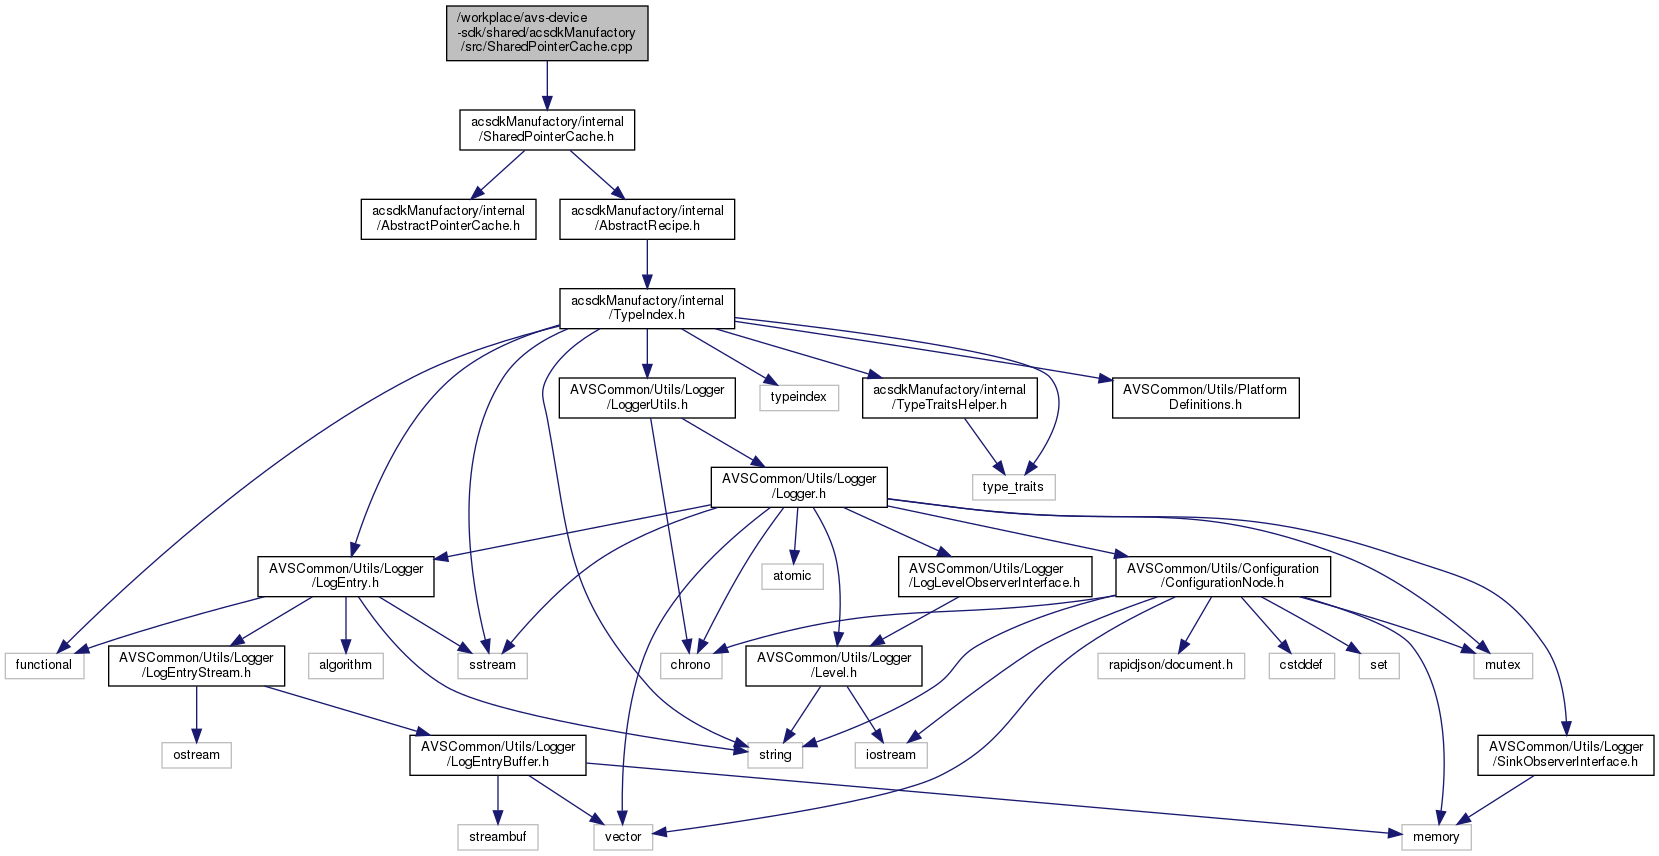 /workplace/avs-device
-sdk/shared/acsdkManufactory
/src/SharedPointerCache.cpp
acsdkManufactory/internal
/SharedPointerCache.h
acsdkManufactory/internal
/AbstractPointerCache.h
acsdkManufactory/internal
/AbstractRecipe.h
acsdkManufactory/internal
/TypeIndex.h
AVSCommon/Utils/Logger
/LoggerUtils.h
typeindex
acsdkManufactory/internal
/TypeTraitsHelper.h
AVSCommon/Utils/Platform
Definitions.h
AVSCommon/Utils/Logger
/Logger.h
type_traits
AVSCommon/Utils/Logger
/LogEntry.h
atomic
AVSCommon/Utils/Logger
/LogLevelObserverInterface.h
AVSCommon/Utils/Configuration
/ConfigurationNode.h
functional
AVSCommon/Utils/Logger
/LogEntryStream.h
algorithm
sstream
chrono
AVSCommon/Utils/Logger
/Level.h
rapidjson/document.h
cstddef
set
mutex
ostream
AVSCommon/Utils/Logger
/LogEntryBuffer.h
string
iostream
AVSCommon/Utils/Logger
/SinkObserverInterface.h
streambuf
vector
memory